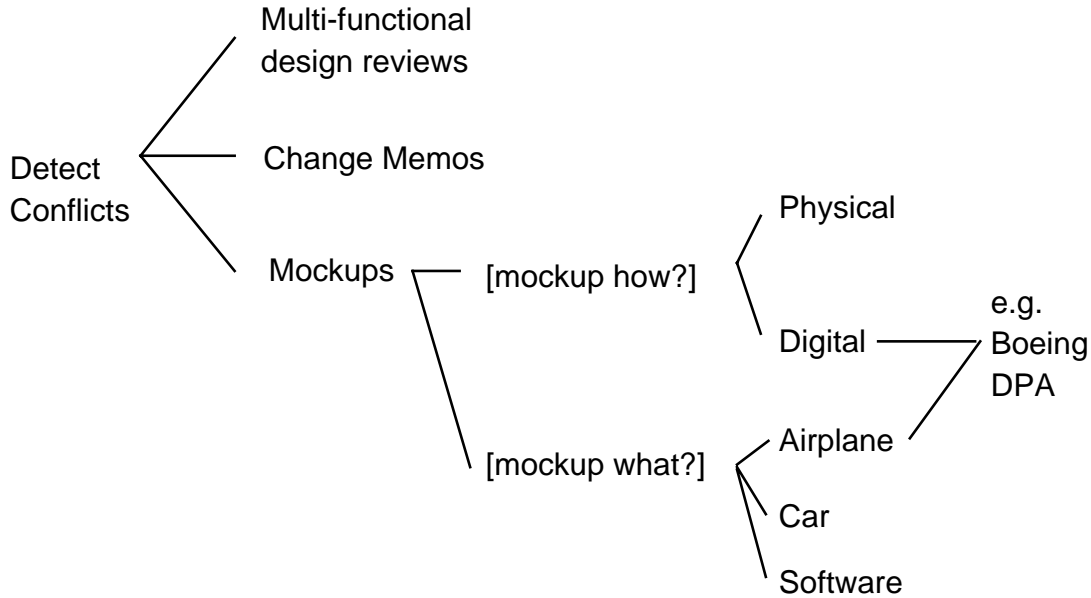 Multi-functional
design reviews
Detect
Conflicts
Change Memos
Mockups
[mockup how?]
Physical
Digital
e.g.
Boeing
DPA
[mockup what?]
Airplane
Car
Software